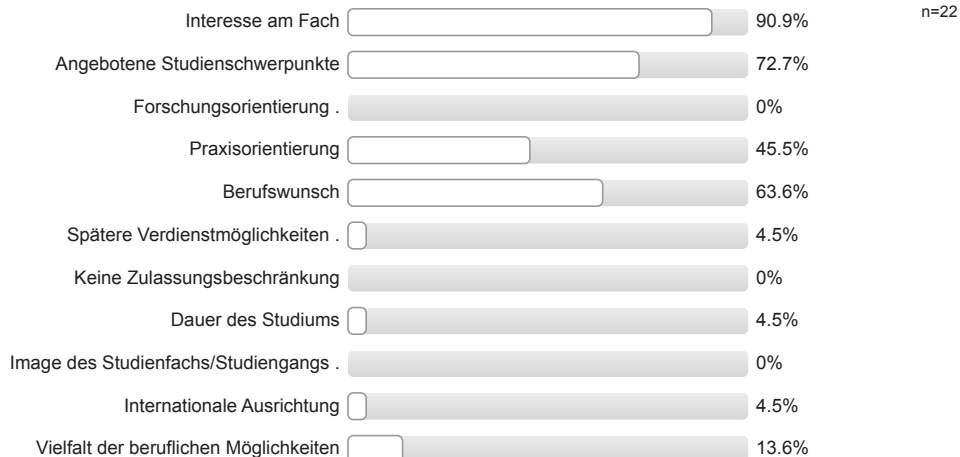 Interesse am Fach 90.9% n=22
Angebotene Studienschwerpunkte 72.7%
Forschungsorientierung . 0%
Praxisorientierung 45.5%
Berufswunsch 63.6%
Spätere Verdienstmöglichkeiten . 4.5%
Keine Zulassungsbeschränkung 0%
Dauer des Studiums 4.5%
Image des Studienfachs/Studiengangs . 0%
Internationale Ausrichtung 4.5%
Vielfalt der beruflichen Möglichkeiten 13.6%